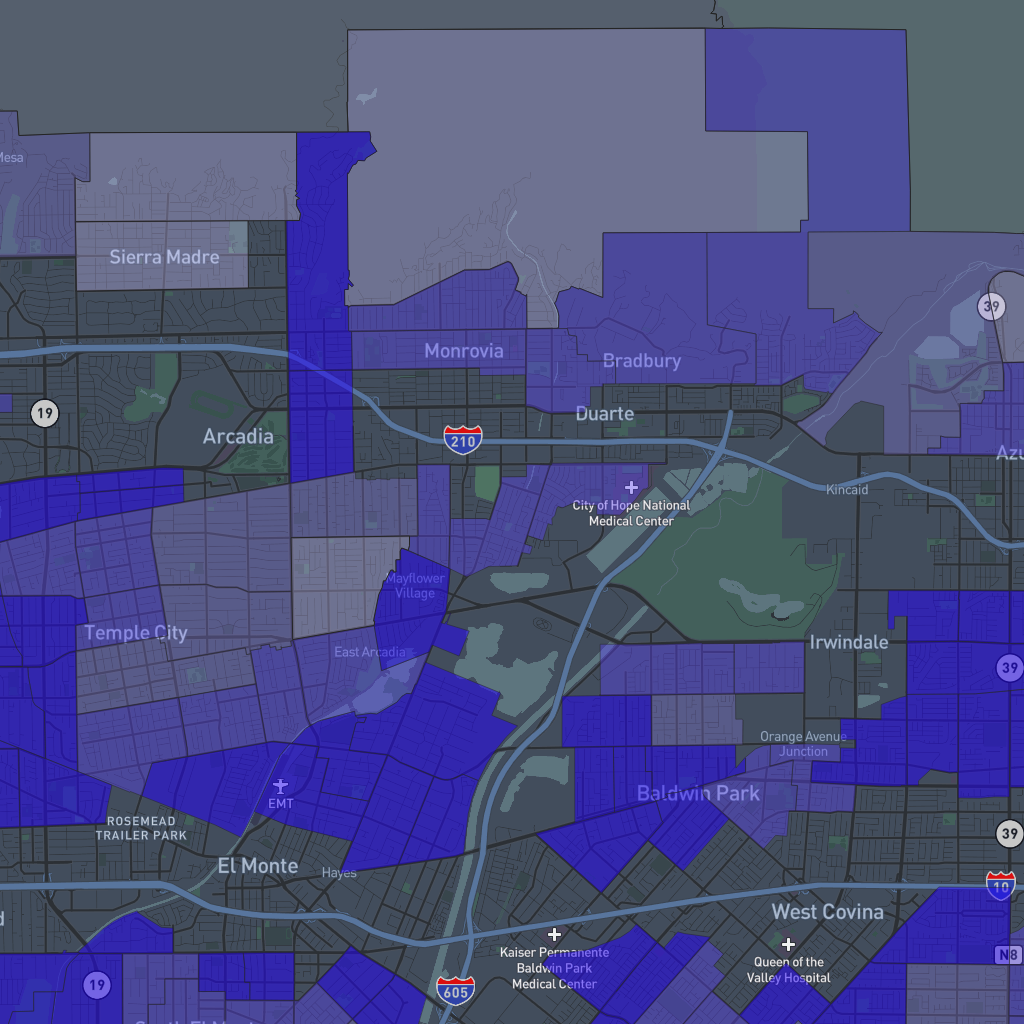 Mesa
Sierra Madre
39
Monrovia
Bradbury
19
Duarte
Arcadia
210
Azu
City of Hope National
Medical Center
Kincaid
Mayflower
Village
Temple City
East Arcadia
Irwindale
39
Orange Avenue
Junction
EMT
Baldwin Park
ROSEMEAD
TRAILER PARK
39
El Monte
Hayes
10
West Covina
d
Kaiser Permanente
Baldwin Park
Medical Center
Queen of the
Valley Hospital
N8
19
605